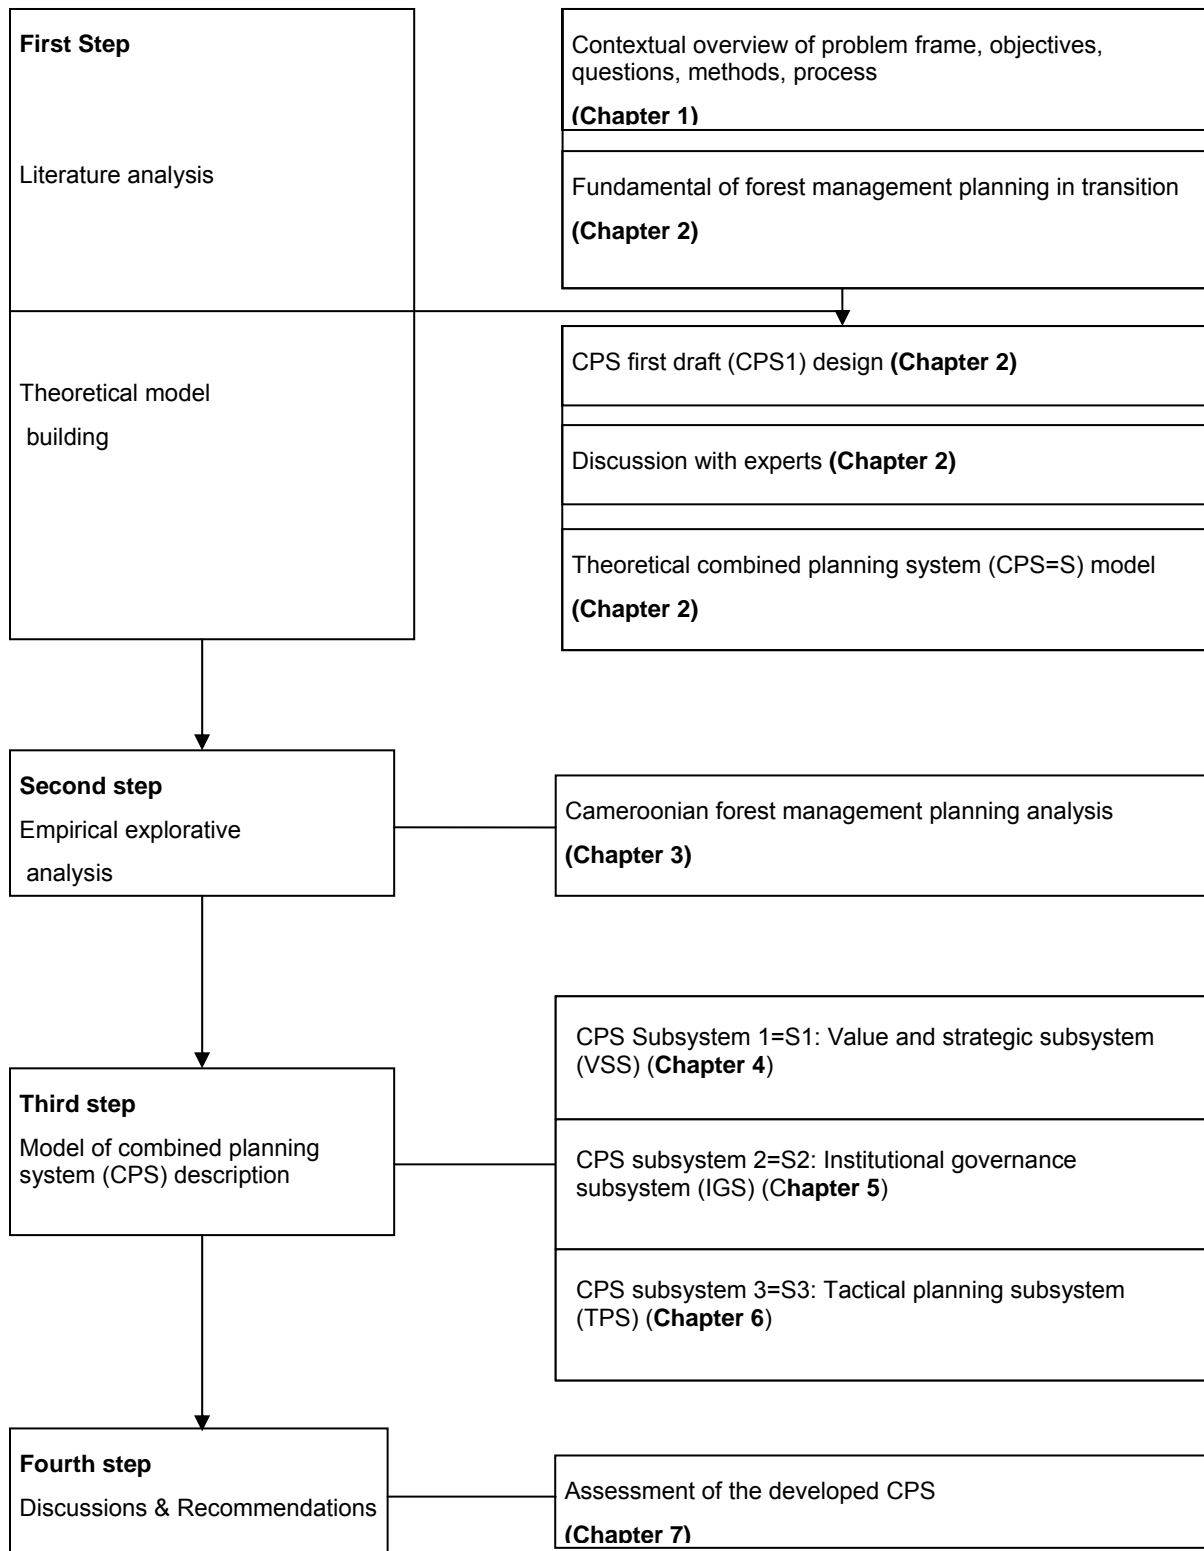 First Step
Literature analysis
Contextual overview of problem frame, objectives,
questions, methods, process
(Chapter 1)
Fundamental of forest management planning in transition
(Chapter 2)
Theoretical model
building
CPS first draft (CPS1) design (Chapter 2)
Discussion with experts (Chapter 2)
Theoretical combined planning system (CPS=S) model
(Chapter 2)
Second step
Empirical explorative
analysis
Cameroonian forest management planning analysis
(Chapter 3)
Third step
Model of combined planning
system (CPS) description
CPS Subsystem 1=S1: Value and strategic subsystem
(VSS) (Chapter 4)
CPS subsystem 2=S2: Institutional governance
subsystem (IGS) (Chapter 5)
CPS subsystem 3=S3: Tactical planning subsystem
(TPS) (Chapter 6)
Fourth step
Discussions & Recommendations
Assessment of the developed CPS
(Chapter 7)